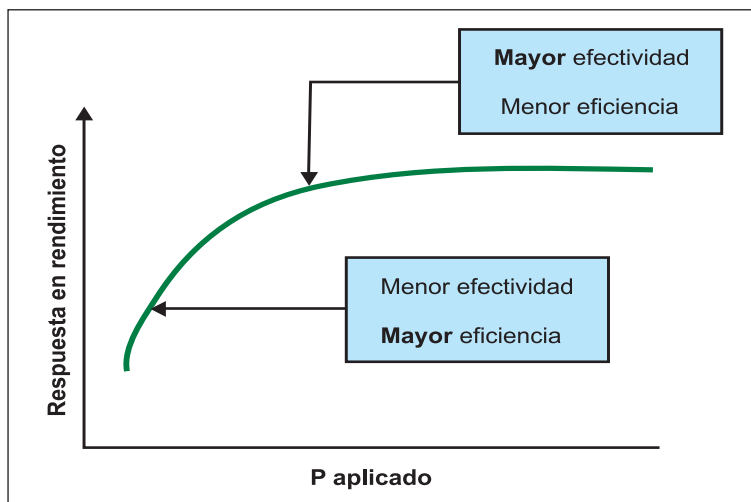 Mayor efectividad
Menor eficiencia
Respuesta en rendimiento
Menor efectividad
Mayor eficiencia
P aplicado